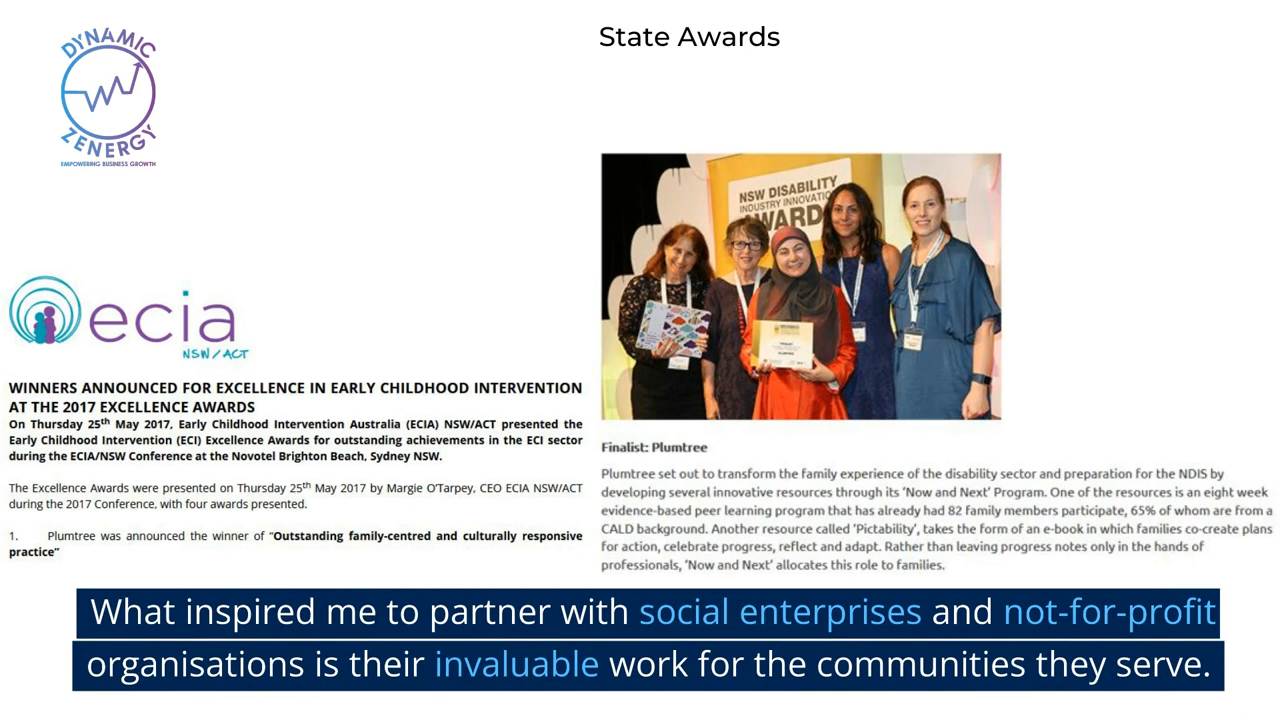 State Awards
DYNAMIC
ZENERGY
EMPOWERING BUSINESS GROWTH
ecia
NSW/ACT
WINNERS ANNOUNCED FOR EXCELLENCE IN EARLY CHILDHOOD INTERVENTION
AT THE 2017 EXCELLENCE AWARDS
On Thursday 25th May 2017, Early Childhood Intervention Australia (ECIA) NSW/ACT presented the
Early Childhood Intervention (ECI) Excellence Awards for outstanding achievements in the ECI sector
during the ECIA/NSW Conference at the Novotel Brighton Beach, Sydney NSW.
The Excellence Awards were presented on Thursday 25th May 2017 by Margie O'Tarpey, CEO ECIA NSW/ACT
during the 2017 Conference, with four awards presented.
1. Plumtree was announced the winner of "Outstanding family-centred and culturally responsive
practice"
NSW DISABILITY
INDUSTRY INNOVATIO
AWARD
Finalist: Plumtree
Plumtree set out to transform the family experience of the disability sector and preparation for the NDIS by
developing several innovative resources through its 'Now and Next' Program. One of the resources is an eight week
evidence-based peer learning program that has already had 82 family members participate, 65% of whom are from a
CALD background. Another resource called 'Pictability', takes the form of an e-book in which families co-create plans
for action, celebrate progress, reflect and adapt. Rather than leaving progress notes only in the hands of
professionals, 'Now and Next' allocates this role to families.
What inspired me to partner with social enterprises and not-for-profit
organisations is their invaluable work for the communities they serve.